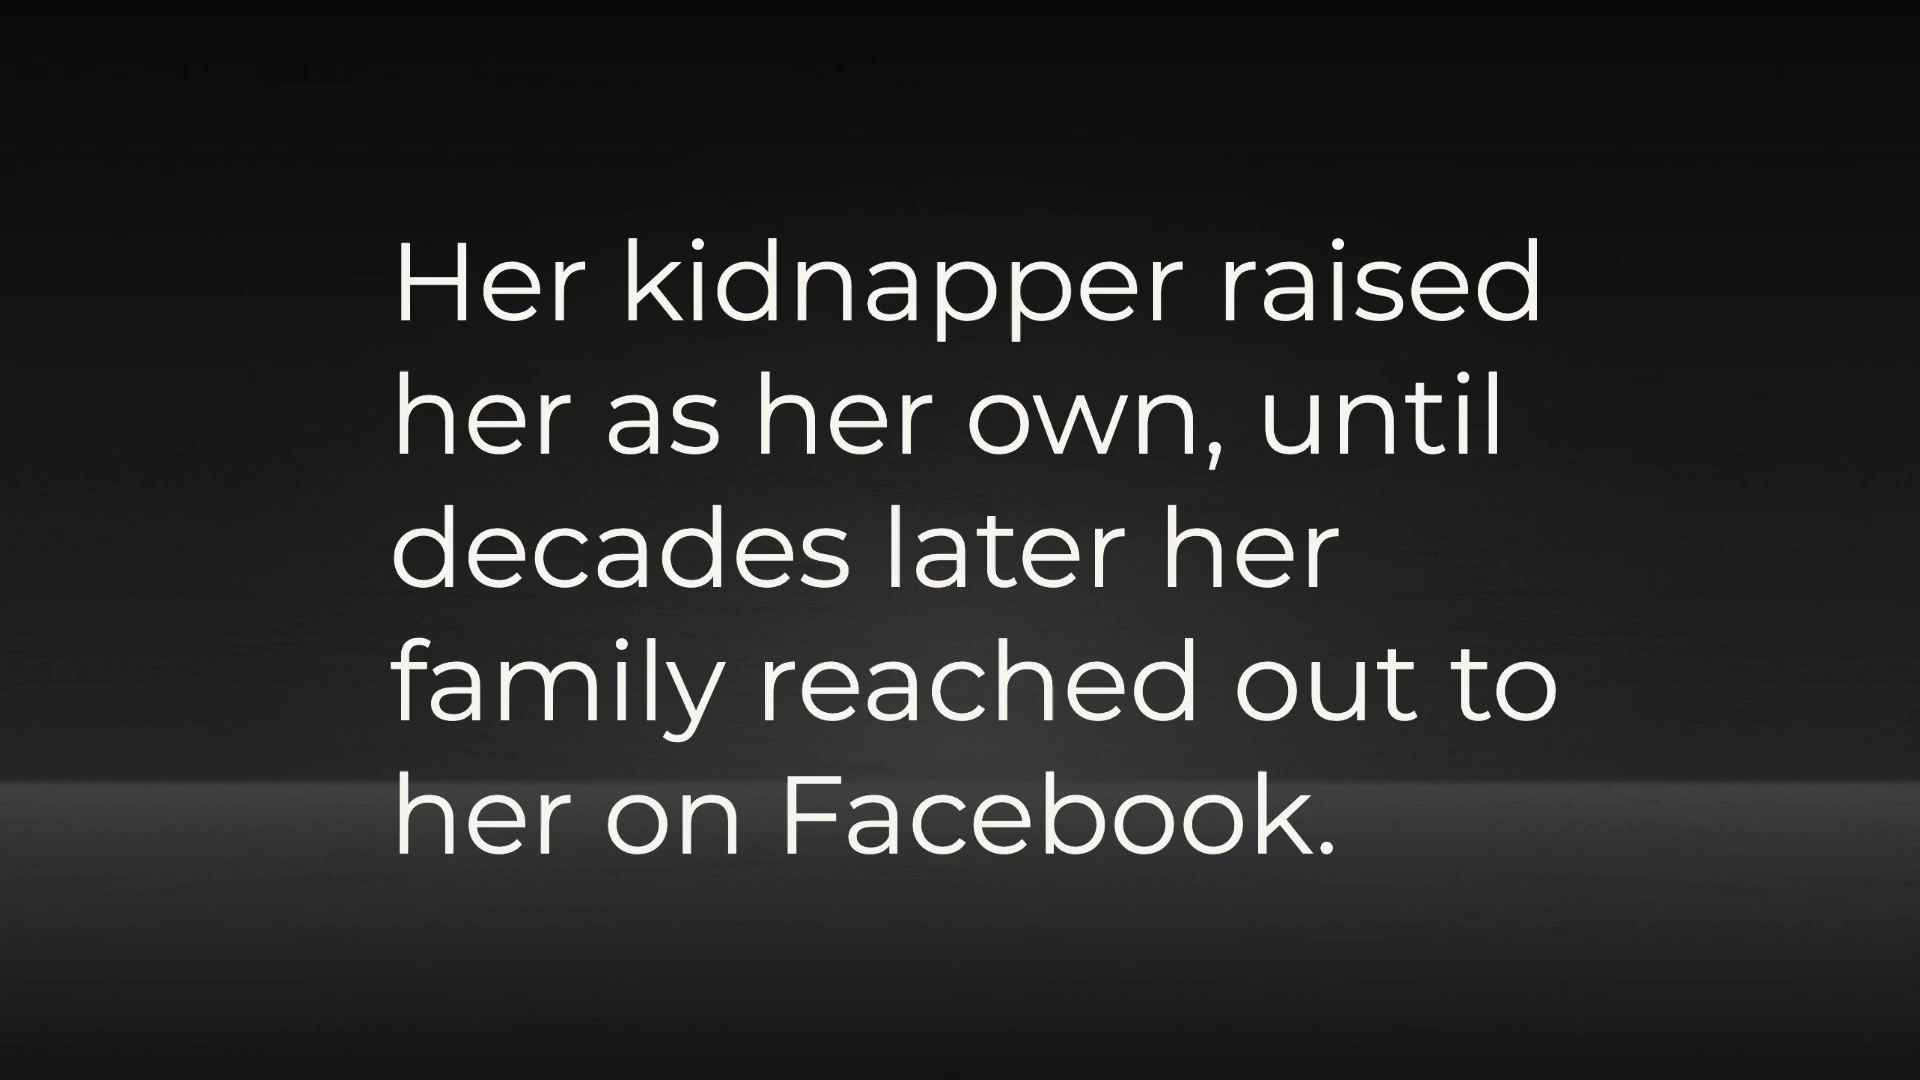 Her kidnapper raised
her as her own, until
decades later her
family reached out to
her on Facebook.